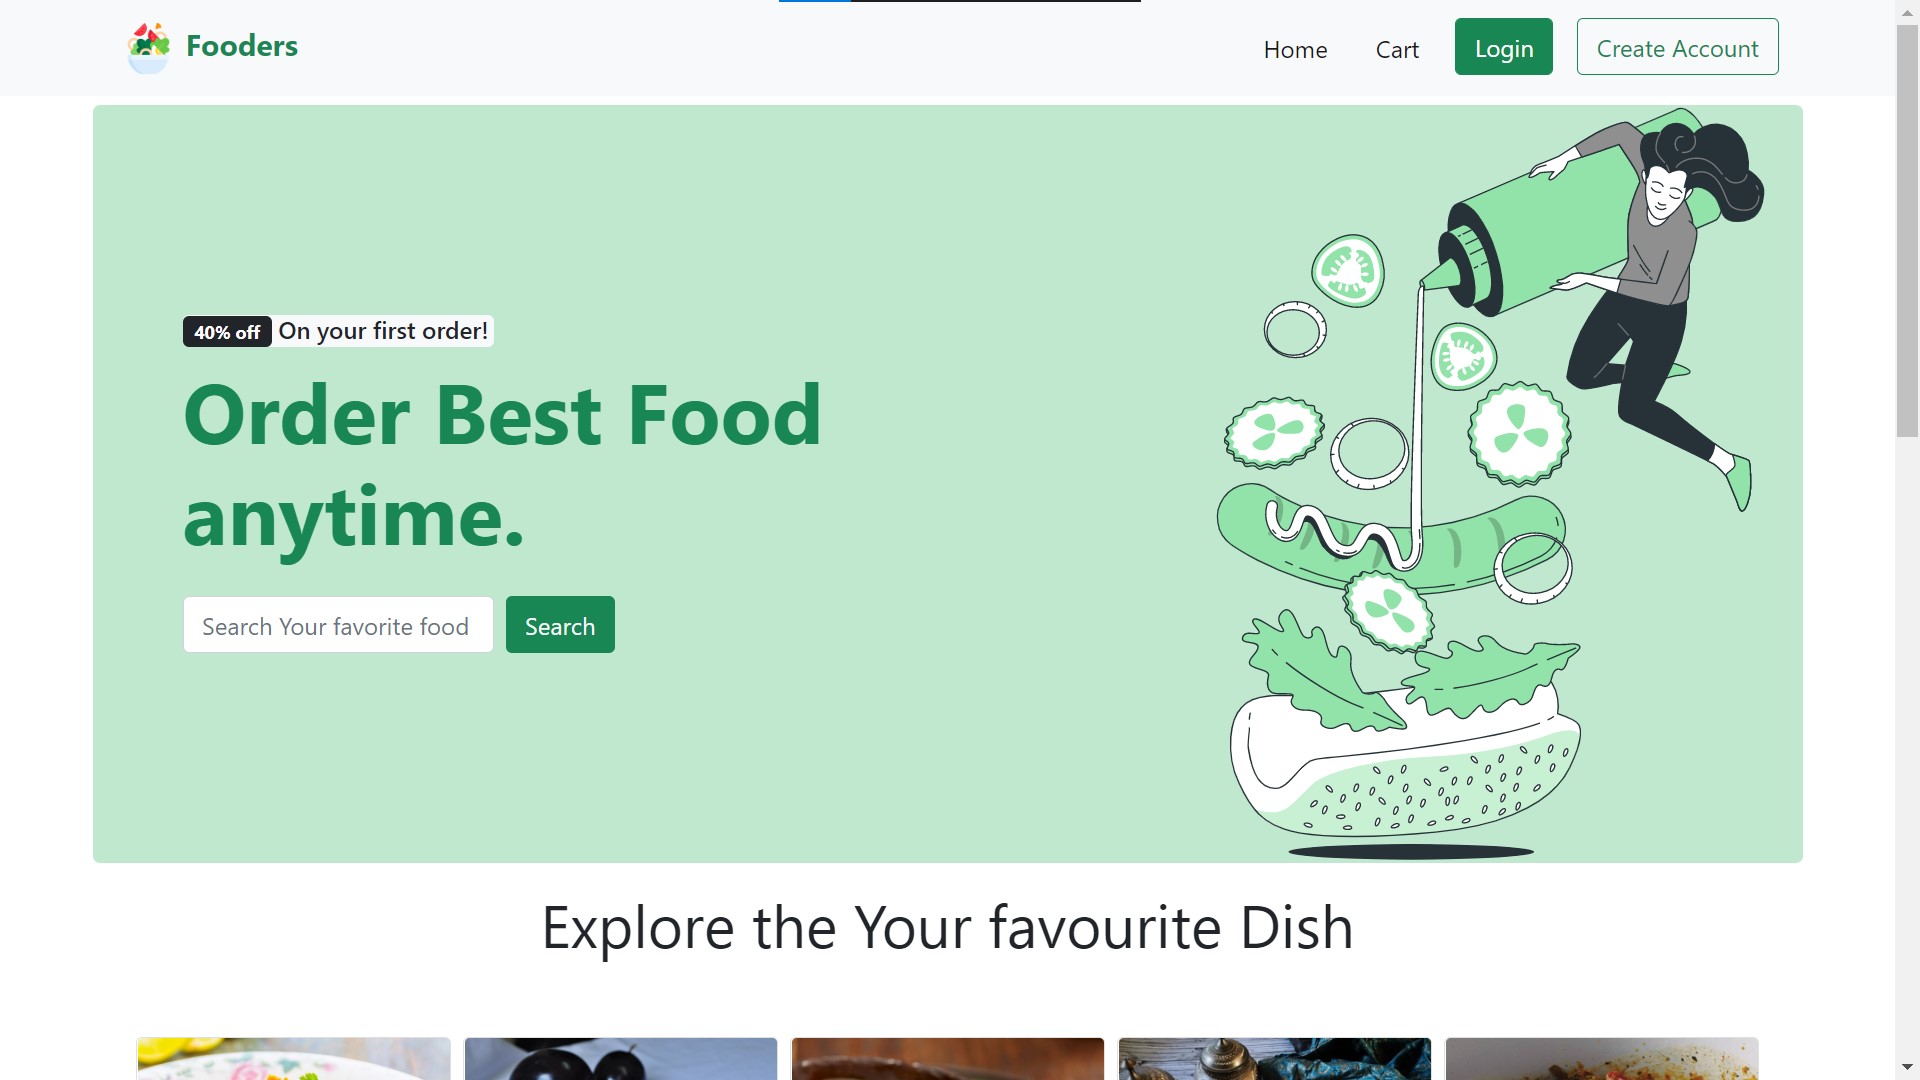 Fooders
Home
Cart
Login
Create Account
40% off On your first order!
Order Best Food
anytime.
Search Your favorite food
Search
Explore the Your favourite Dish